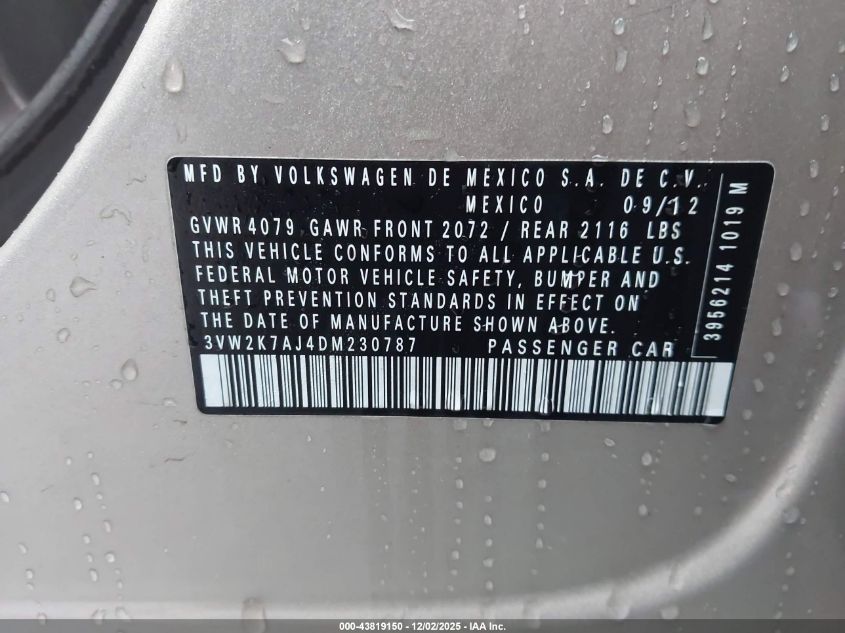 MFD BY VOLKSWAGEN DE MEXICO S.A. DE C.V.
MEXICO 09/12
GVWR 4079 GAWR FRONT 2072 / REAR 2116 LBS
THIS VEHICLE CONFORMS TO ALL APPLICABLE U.S.
FEDERAL MOTOR VEHICLE SAFETY, BUMPER AND
THEFT PREVENTION STANDARDS IN EFFECT ON
THE DATE OF MANUFACTURE SHOWN ABOVE.
3VW2K7AJ4DM230787 PASSENGER CAR
3956214 1019 M
000-43819150 - 12/02/2025 - IAA Inc.